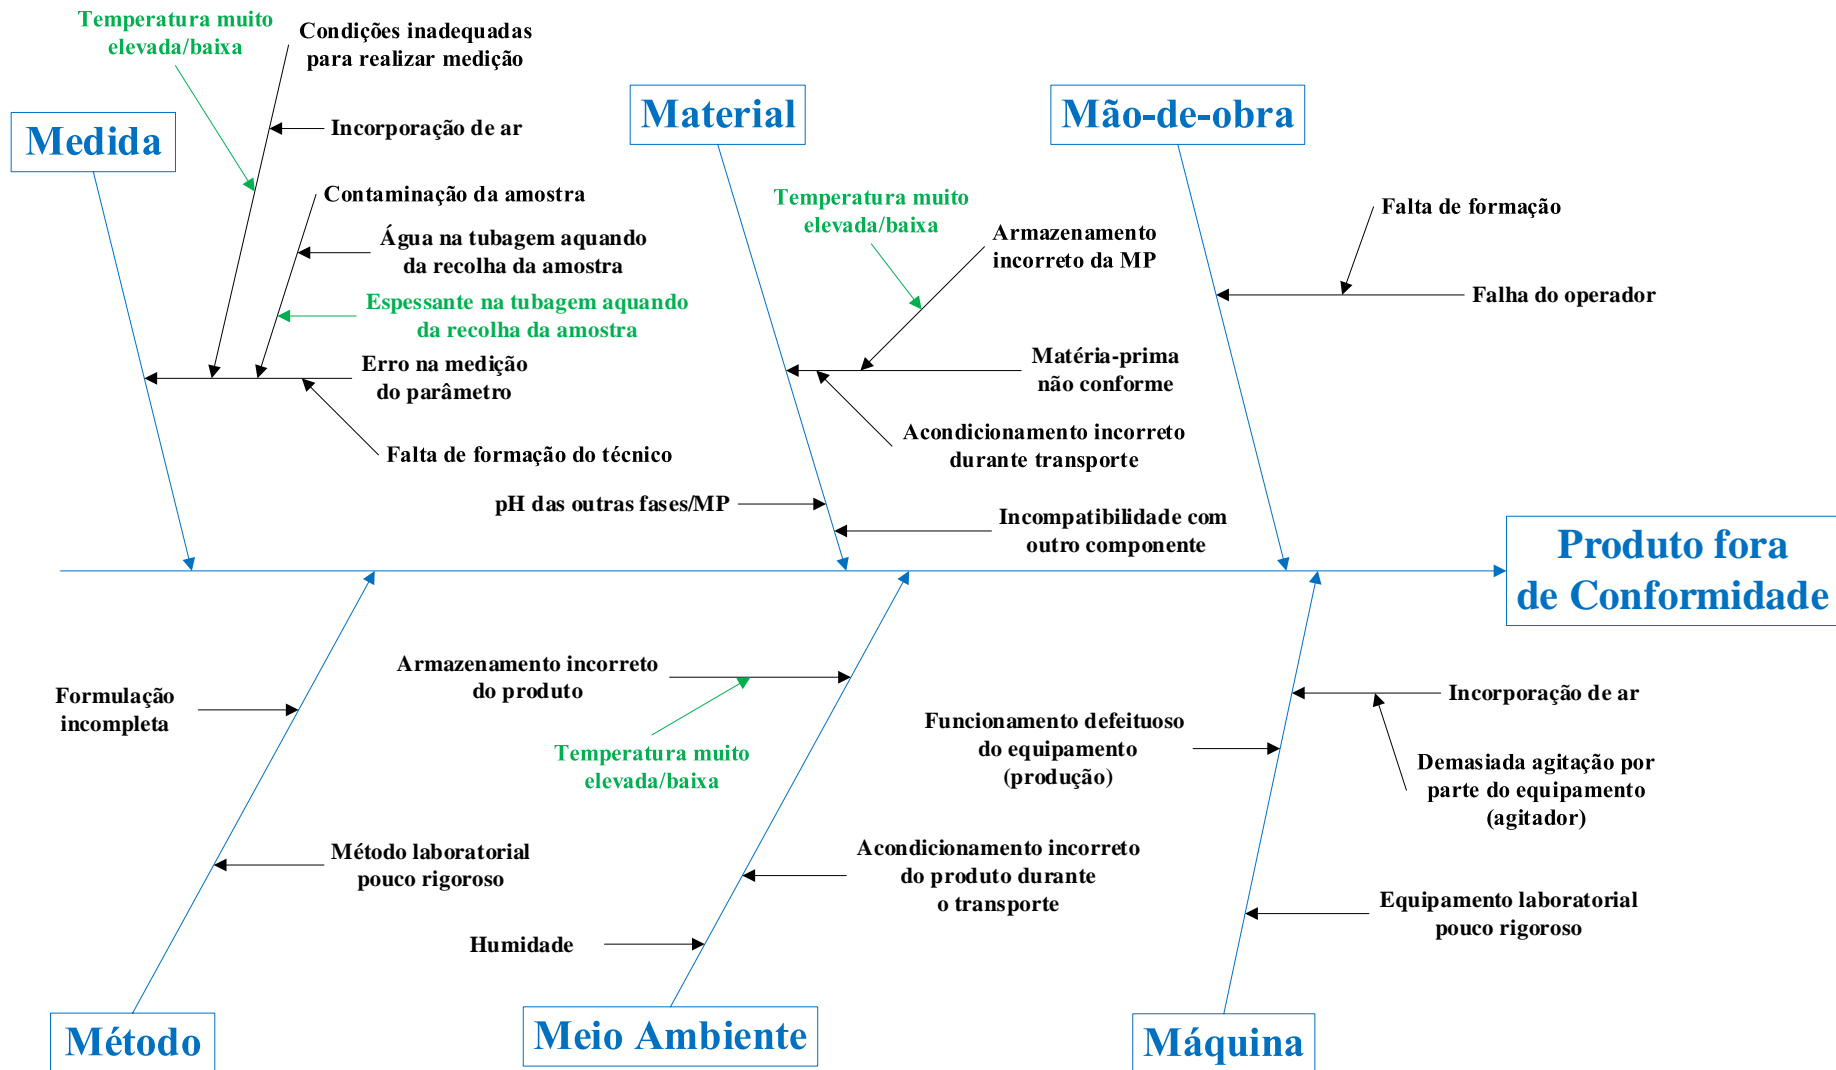 Temperatura muito
elevada/baixa
Condições inadequadas
para realizar medição
Incorporação de ar
Medida
Contaminação da amostra
Água na tubagem aquando
da recolha da amostra
Espessante na tubagem aquando
da recolha da amostra
Erro na medição
do parâmetro
Falta de formação do técnico
Material
Temperatura muito
elevada/baixa
Armazenamento
incorreto da MP
Matéria-prima
não conforme
Acondicionamento incorreto
durante transporte
pH das outras fases/MP
Incompatibilidade com
outro componente
Mão-de-obra
Falta de formação
Falha do operador
Produto fora
de Conformidade
Formulação
incompleta
Método laboratorial
pouco rigoroso
Método
Armazenamento incorreto
do produto
Temperatura muito
elevada/baixa
Acondicionamento incorreto
do produto durante
o transporte
Humidade
Meio Ambiente
Incorporação de ar
Funcionamento defeituoso
do equipamento
(produção)
Demasiada agitação por
parte do equipamento
(agitador)
Equipamento laboratorial
pouco rigoroso
Máquina